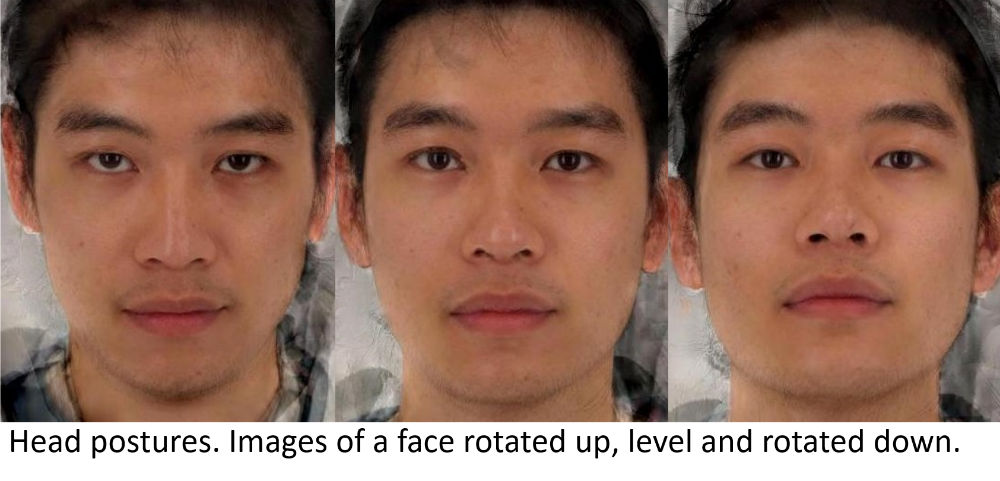 Head postures. Images of a face rotated up, level and rotated down.